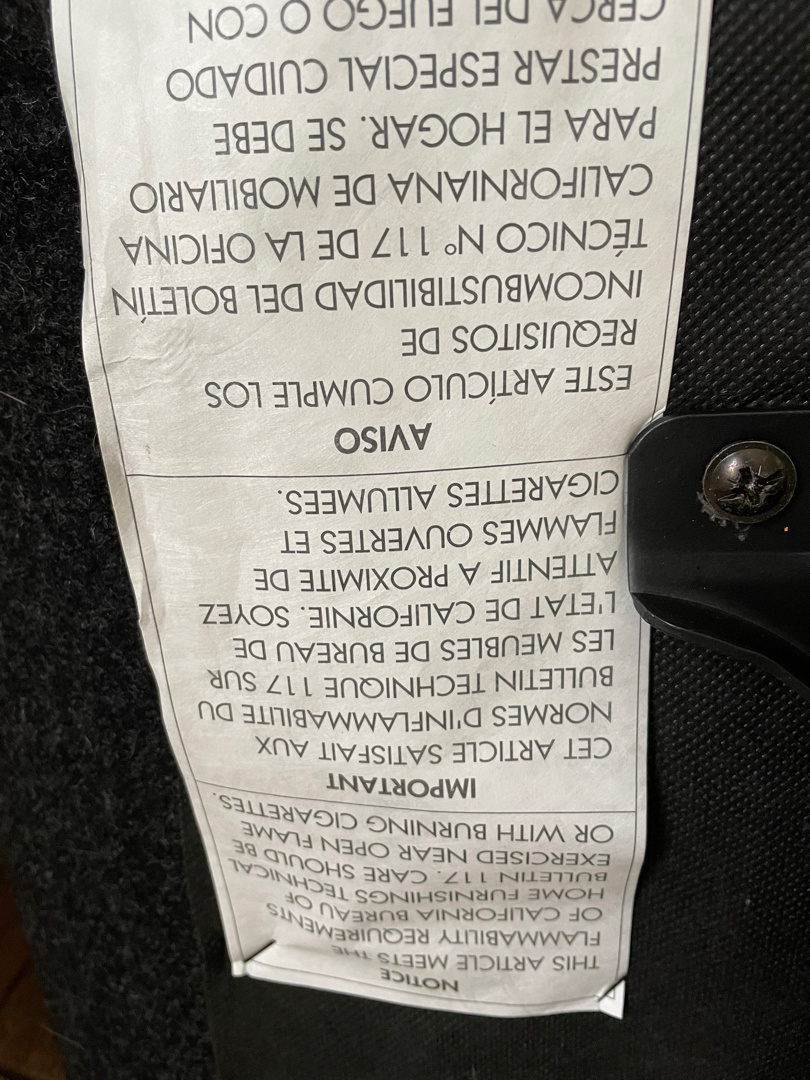 NOTICE
THIS ARTICLE MEETS THE
FLAMMABILITY REQUIREMENTS
OF CALIFORNIA BUREAU OF
HOME FURNISHINGS TECHNICAL
BULLETIN 117. CARE SHOULD BE
EXERCISED NEAR OPEN FLAME
OR WITH BURNING CIGARETTES.
IMPORTANT
CET ARTICLE SATISFAIT AUX
NORMES D'INFLAMMABILITE DU
BULLETIN TECHNIQUE 117 SUR
LES MEUBLES DE BUREAU DE
L'ETAT DE CALIFORNIE. SOYEZ
ATTENTIF A PROXIMITE DE
FLAMMES OUVERTES ET
CIGARETTES ALLUMEES.
AVISO
ESTE ARTÍCULO CUMPLE LOS
REQUISITOS DE
INCOMBUSTIBILIDAD DEL BOLETÍN
TÉCNICO Nº 117 DE LA OFICINA
CALIFORNIANA DE MOBILIARIO
PARA EL HOGAR. SE DEBE
PRESTAR ESPECIAL CUIDADO
CERCA DEL FUEGO O CON